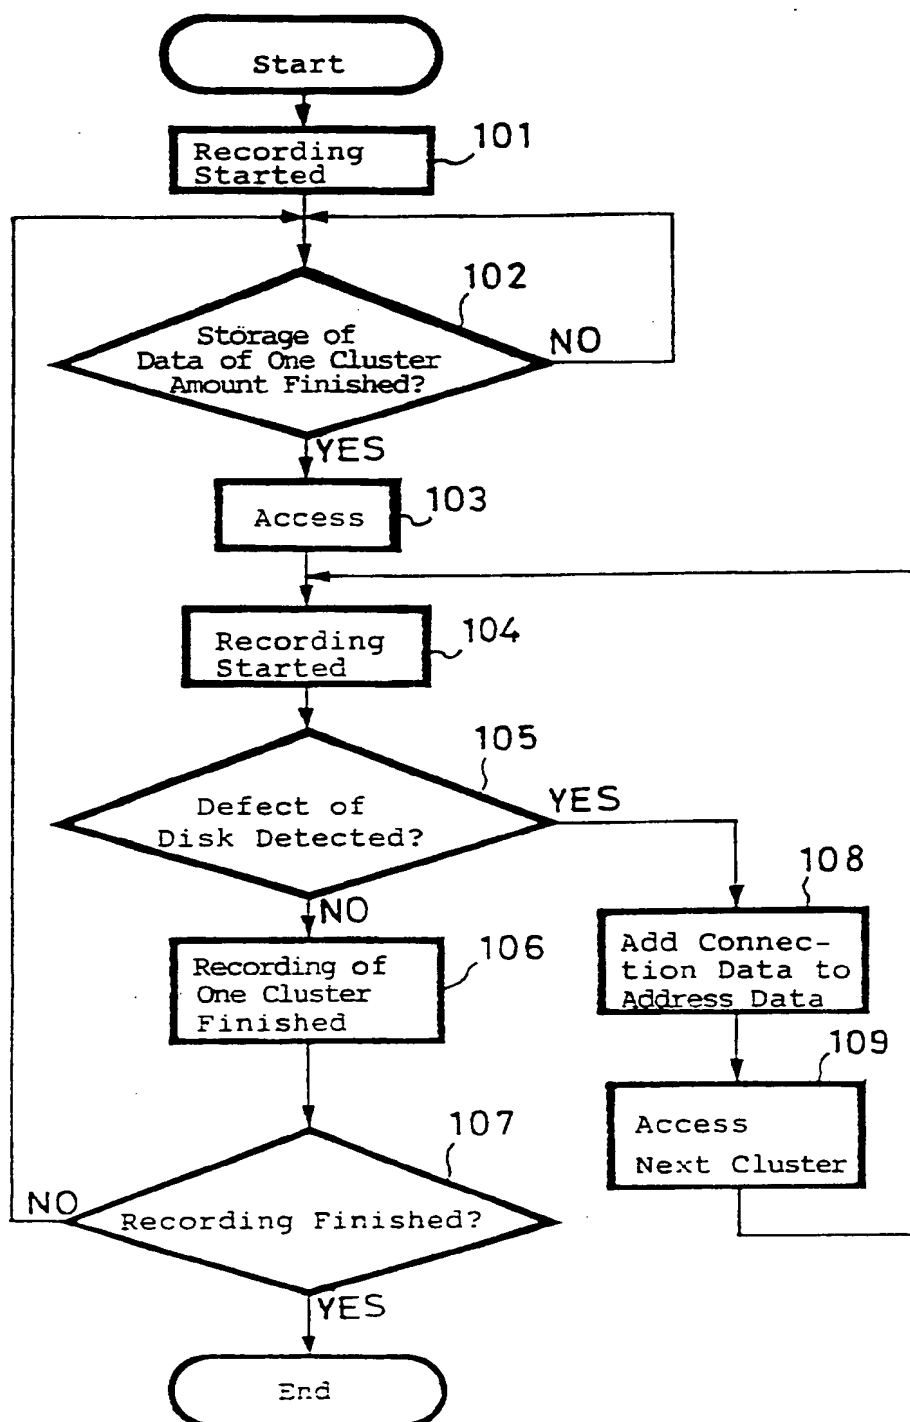 Start
101
Recording
Started
102
Storage of
Data of One Cluster
Amount Finished?
NO
YES
103
Access
104
Recording
Started
105
Defect of
Disk Detected?
YES
NO
108
Add Connec-
tion Data to
Address Data
106
Recording of
One Cluster
Finished
109
Access
Next Cluster
107
Recording Finished?
NO
YES
End